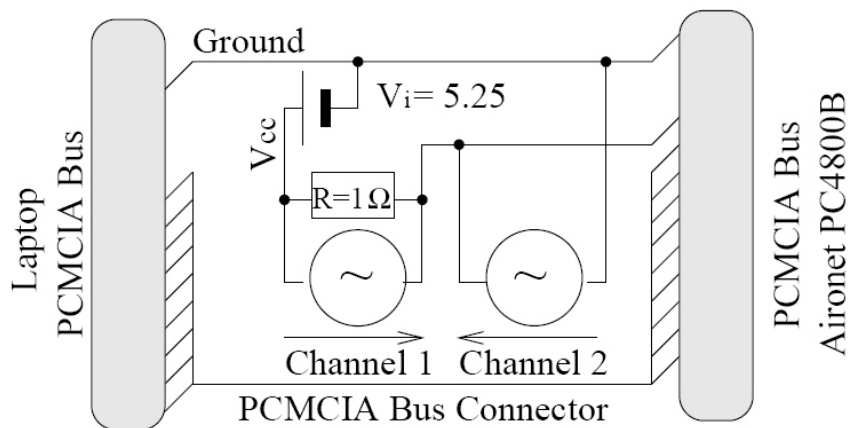 Ground
Vi= 5.25
Vcc
R=1Ω
~
~
Channel 1
Channel 2
PCMCIA Bus Connector
Laptop
PCMCIA Bus
PCMCIA Bus
Aironet PC4800B